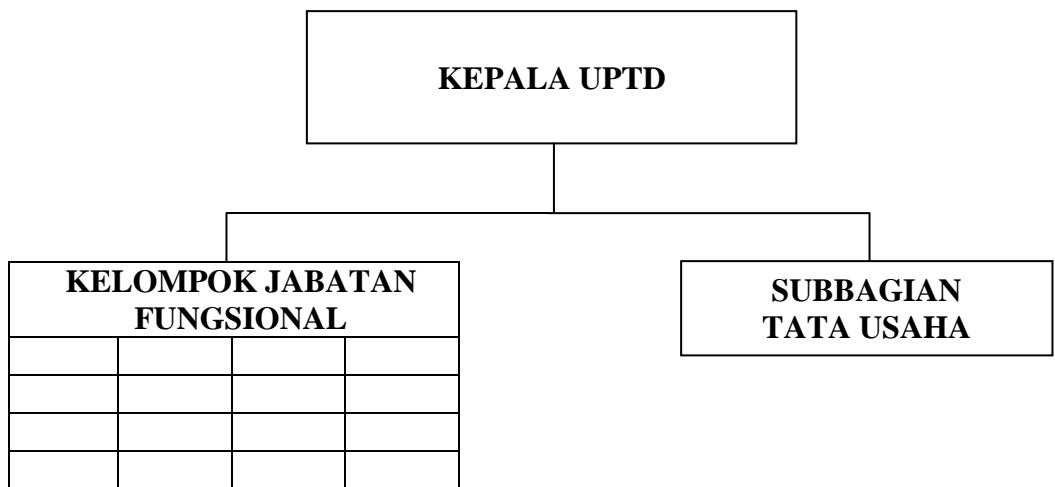 KEPALA UPTD
KELOMPOK JABATAN
FUNGSIONAL
SUBBAGIAN
TATA USAHA